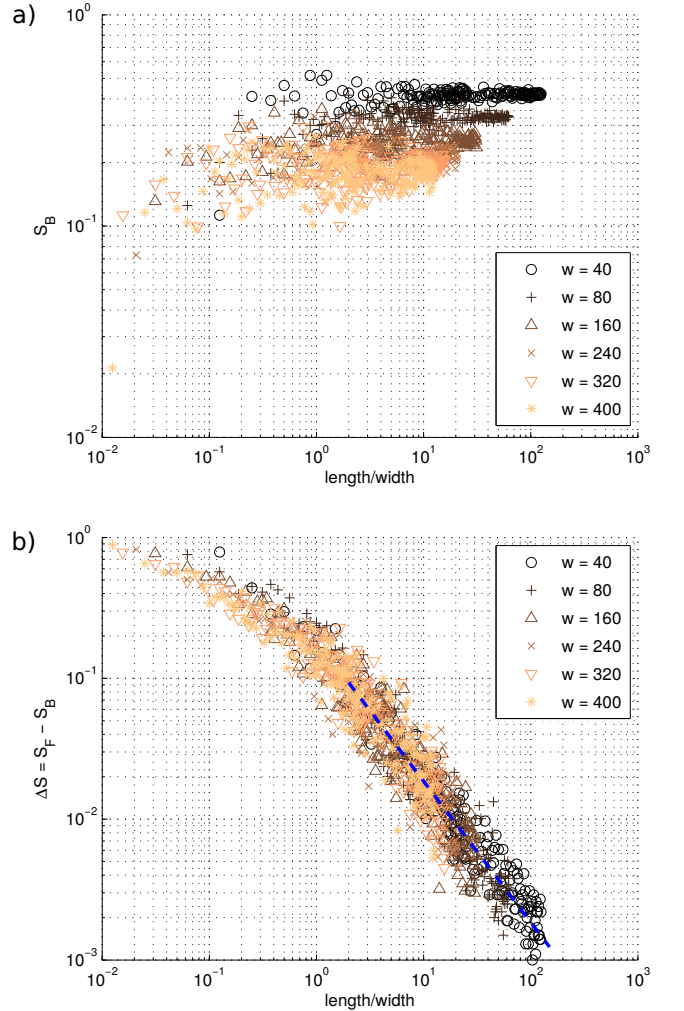 a)
10^0
10^-1
10^-2
S_B
w = 40
w = 80
w = 160
w = 240
w = 320
w = 400
10^-2 10^-1 10^0 10^1 10^2 10^3
length/width
b)
10^0
10^-1
10^-2
10^-3
ΔS = S_F − S_B
w = 40
w = 80
w = 160
w = 240
w = 320
w = 400
10^-2 10^-1 10^0 10^1 10^2 10^3
length/width